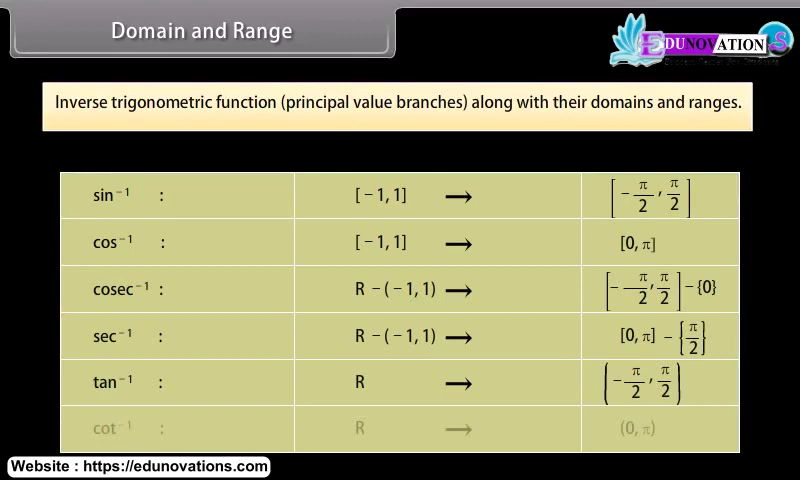 Domain and Range
EDUNOVATIONS
Inverse trigonometric function (principal value branches) along with their domains and ranges.
sin⁻¹ : [−1, 1] → [−π/2, π/2]
cos⁻¹ : [−1, 1] → [0, π]
cosec⁻¹ : R −(−1, 1) → [−π/2, π/2] −{0}
sec⁻¹ : R −(−1, 1) → [0, π] − {π/2}
tan⁻¹ : R → (−π/2, π/2)
cot⁻¹ : R → (0, π)
Website : https://edunovations.com